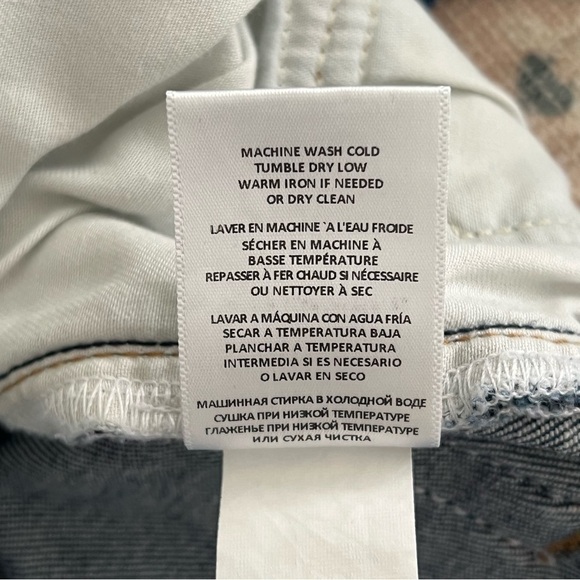 MACHINE WASH COLD
TUMBLE DRY LOW
WARM IRON IF NEEDED
OR DRY CLEAN
LAVER EN MACHINE `A L'EAU FROIDE
SÉCHER EN MACHINE À
BASSE TEMPÉRATURE
REPASSER À FER CHAUD SI NÉCESSAIRE
OU NETTOYER À SEC
LAVAR A MÁQUINA CON AGUA FRÍA
SECAR A TEMPERATURA BAJA
PLANCHAR A TEMPERATURA
INTERMEDIA SI ES NECESARIO
O LAVAR EN SECO
МАШИННАЯ СТИРКА В ХОЛОДНОЙ ВОДЕ
СУШКА ПРИ НИЗКОЙ ТЕМПЕРАТУРЕ
ГЛАЖЕНЬЕ ПРИ НИЗКОЙ ТЕМПЕРАТУРЕ
ИЛИ СУХАЯ ЧИСТКА